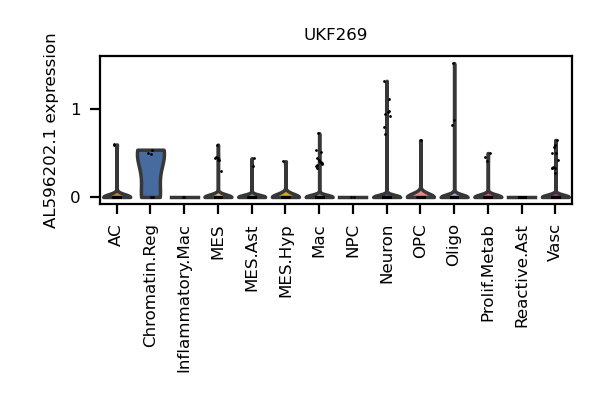 UKF269
AL596202.1 expression
1
0
AC
Chromatin.Reg
Inflammatory.Mac
MES
MES.Ast
MES.Hyp
Mac
NPC
Neuron
OPC
Oligo
Prolif.Metab
Reactive.Ast
Vasc